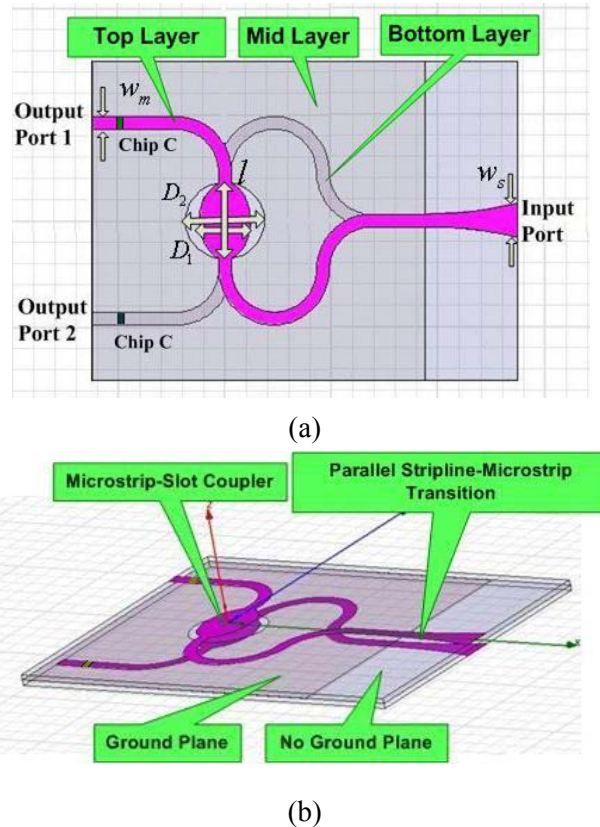 Top Layer
Mid Layer
Bottom Layer
Output
Port 1
w_m
Chip C
l
D_2
D_1
w_s
Input
Port
Output
Port 2
Chip C
(a)
Microstrip-Slot Coupler
Parallel Stripline-Microstrip
Transition
x
Ground Plane
No Ground Plane
(b)